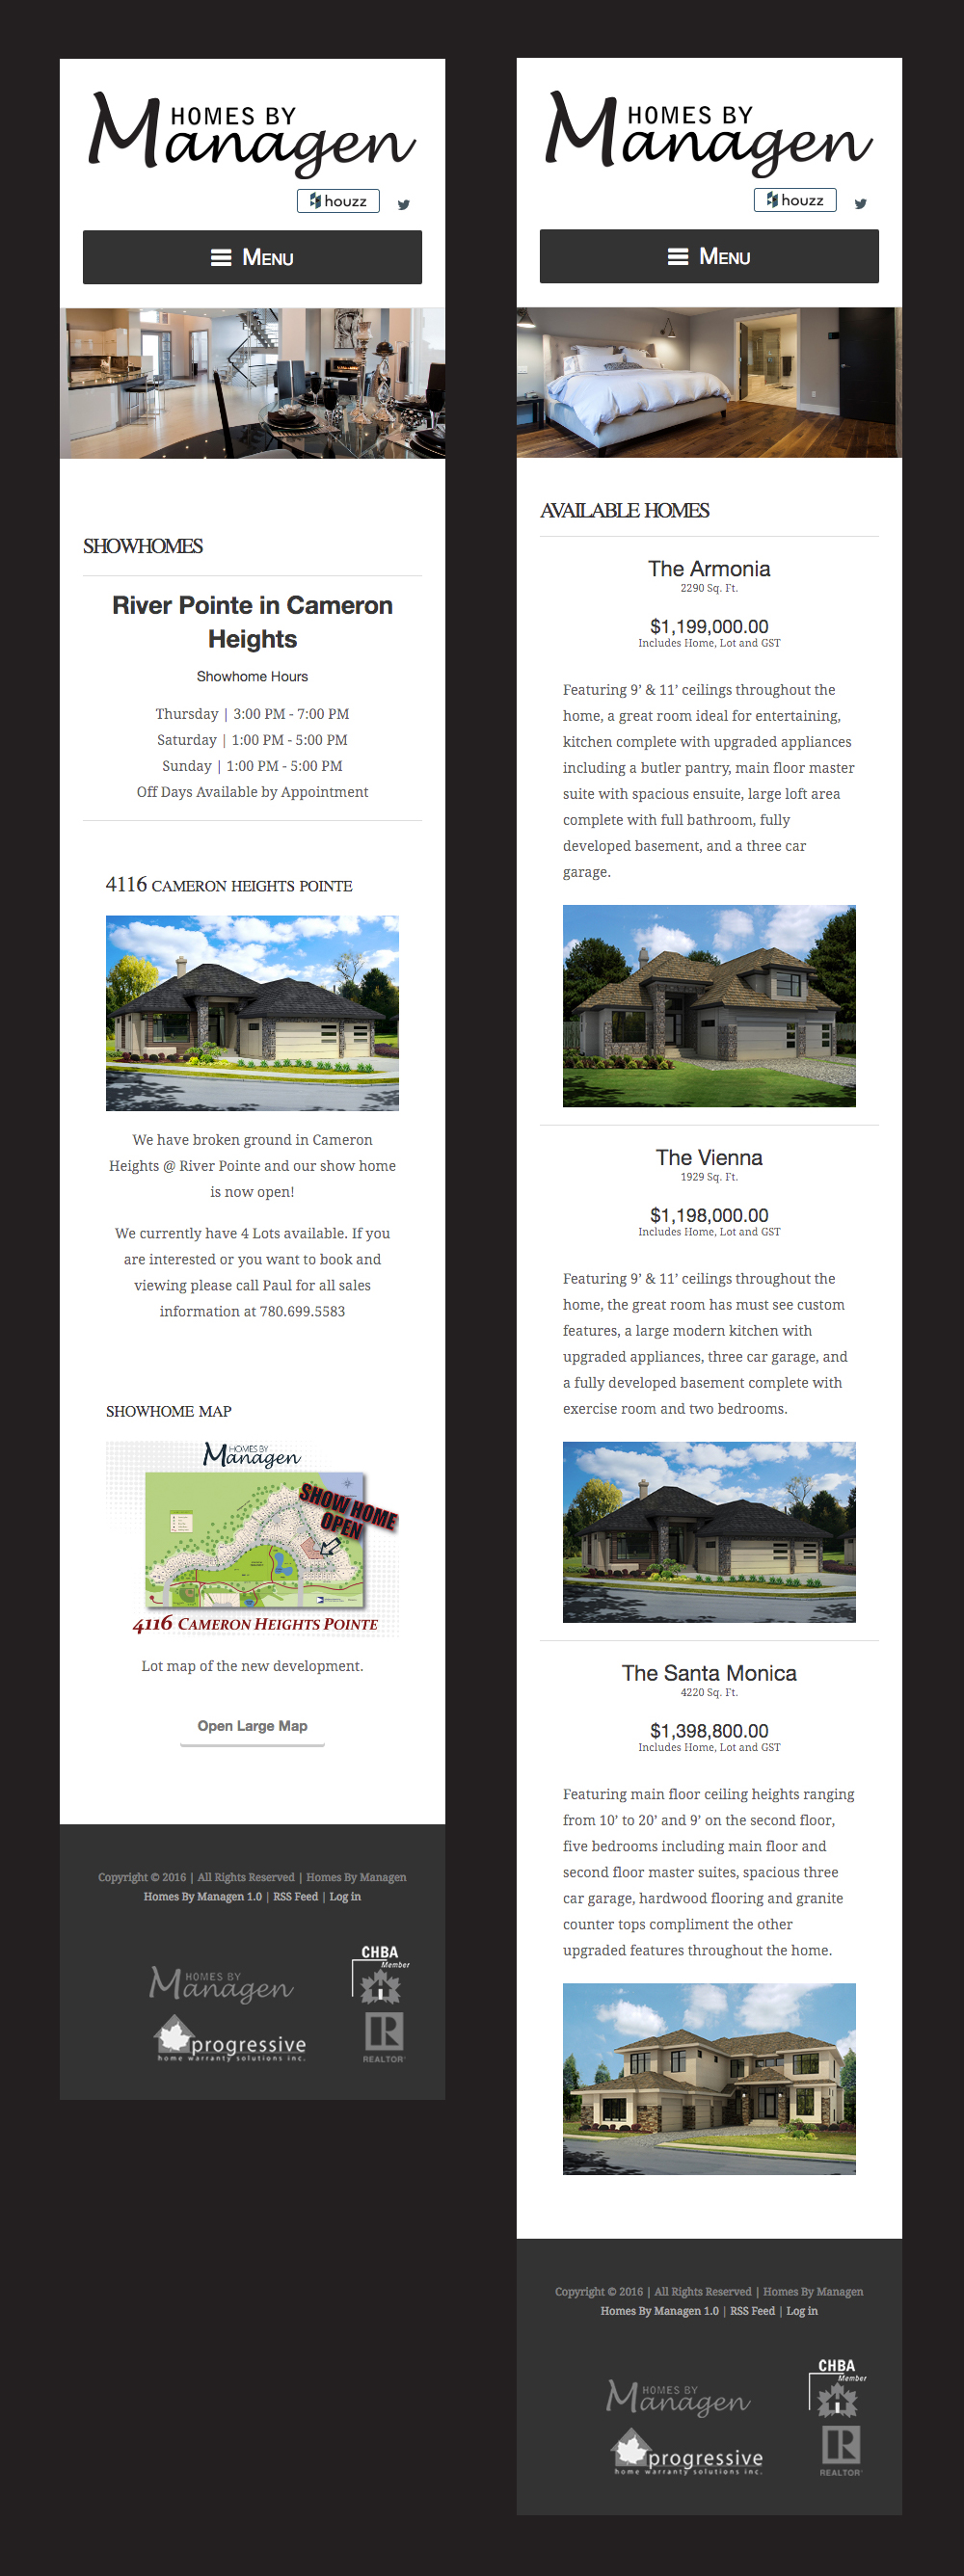 HOMES BY
Managen
houzz
Menu
SHOWHOMES
River Pointe in Cameron
Heights
Showhome Hours
Thursday | 3:00 PM - 7:00 PM
Saturday | 1:00 PM - 5:00 PM
Sunday | 1:00 PM - 5:00 PM
Off Days Available by Appointment
4116 CAMERON HEIGHTS POINTE
We have broken ground in Cameron
Heights @ River Pointe and our show home
is now open!
We currently have 4 Lots available. If you
are interested or you want to book and
viewing please call Paul for all sales
information at 780.699.5583
SHOWHOME MAP
HOMES BY
Managen
SHOW HOME
OPEN
4116 CAMERON HEIGHTS POINTE
Lot map of the new development.
Open Large Map
Copyright © 2016 | All Rights Reserved | Homes By Managen
Homes By Managen 1.0 | RSS Feed | Log in
HOMES BY
Managen
CHBA
Member
progressive
home warranty solutions inc.
R
REALTOR®
HOMES BY
Managen
houzz
Menu
AVAILABLE HOMES
The Armonia
2290 Sq. Ft.
$1,199,000.00
Includes Home, Lot and GST
Featuring 9’ & 11’ ceilings throughout the
home, a great room ideal for entertaining,
kitchen complete with upgraded appliances
including a butler pantry, main floor master
suite with spacious ensuite, large loft area
complete with full bathroom, fully
developed basement, and a three car
garage.
The Vienna
1929 Sq. Ft.
$1,198,000.00
Includes Home, Lot and GST
Featuring 9’ & 11’ ceilings throughout the
home, the great room has must see custom
features, a large modern kitchen with
upgraded appliances, three car garage, and
a fully developed basement complete with
exercise room and two bedrooms.
The Santa Monica
4220 Sq. Ft.
$1,398,800.00
Includes Home, Lot and GST
Featuring main floor ceiling heights ranging
from 10’ to 20’ and 9’ on the second floor,
five bedrooms including main floor and
second floor master suites, spacious three
car garage, hardwood flooring and granite
counter tops compliment the other
upgraded features throughout the home.
Copyright © 2016 | All Rights Reserved | Homes By Managen
Homes By Managen 1.0 | RSS Feed | Log in
HOMES BY
Managen
CHBA
Member
progressive
home warranty solutions inc.
R
REALTOR®